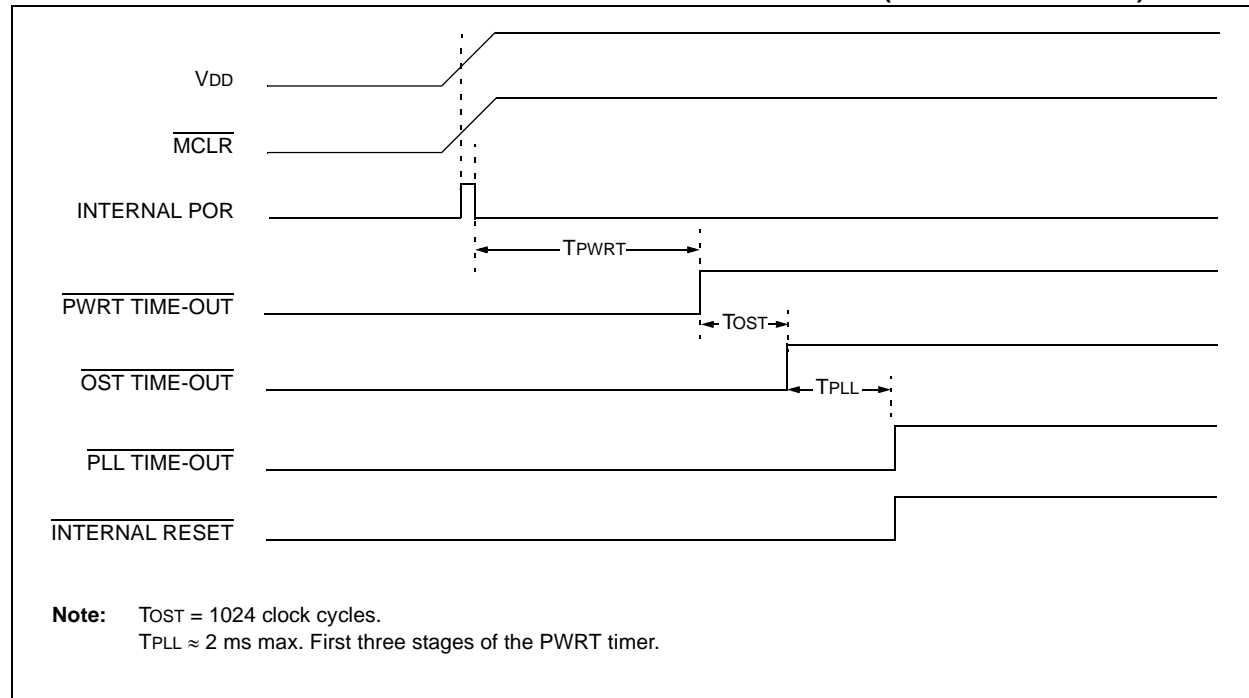 VDD
MCLR
INTERNAL POR
TPWRT
PWRT TIME-OUT
TOST
OST TIME-OUT
TPLL
PLL TIME-OUT
INTERNAL RESET
Note: TOST = 1024 clock cycles.
TPLL ≈ 2 ms max. First three stages of the PWRT timer.